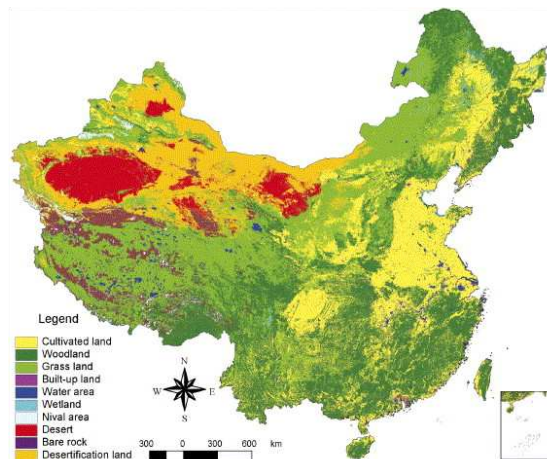 Legend
Cultivated land
Woodland
Grass land
Built-up land
Water area
Wetland
Nival area
Desert
Bare rock
Desertification land
N
W E
S
300 0 300 600 km